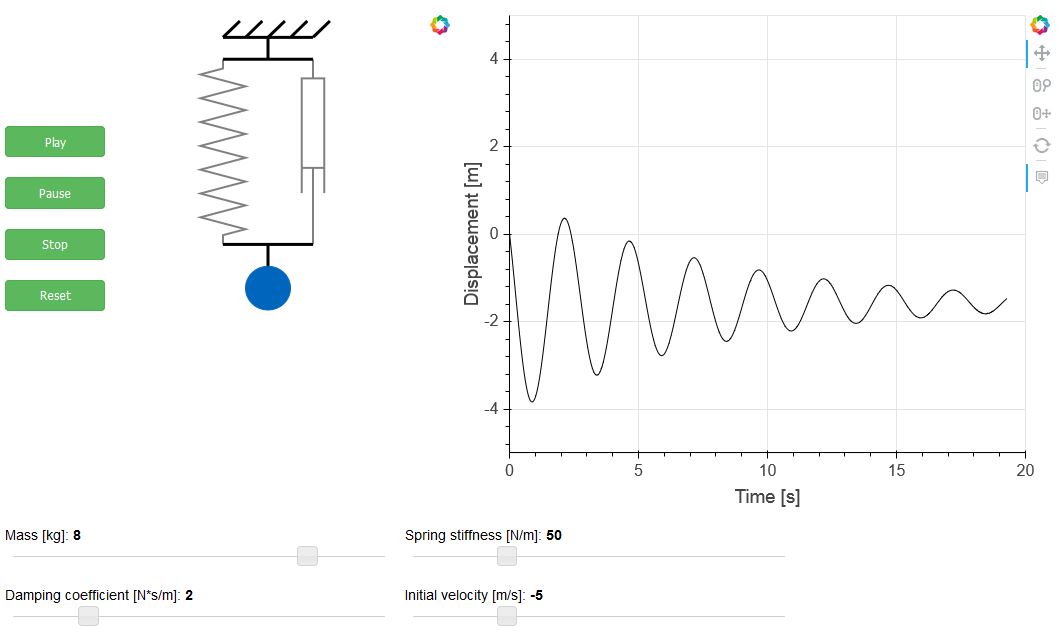 Play
Pause
Stop
Reset
Displacement [m]
4
2
0
-2
-4
0 5 10 15 20
Time [s]
Mass [kg]: 8
Spring stiffness [N/m]: 50
Damping coefficient [N*s/m]: 2
Initial velocity [m/s]: -5